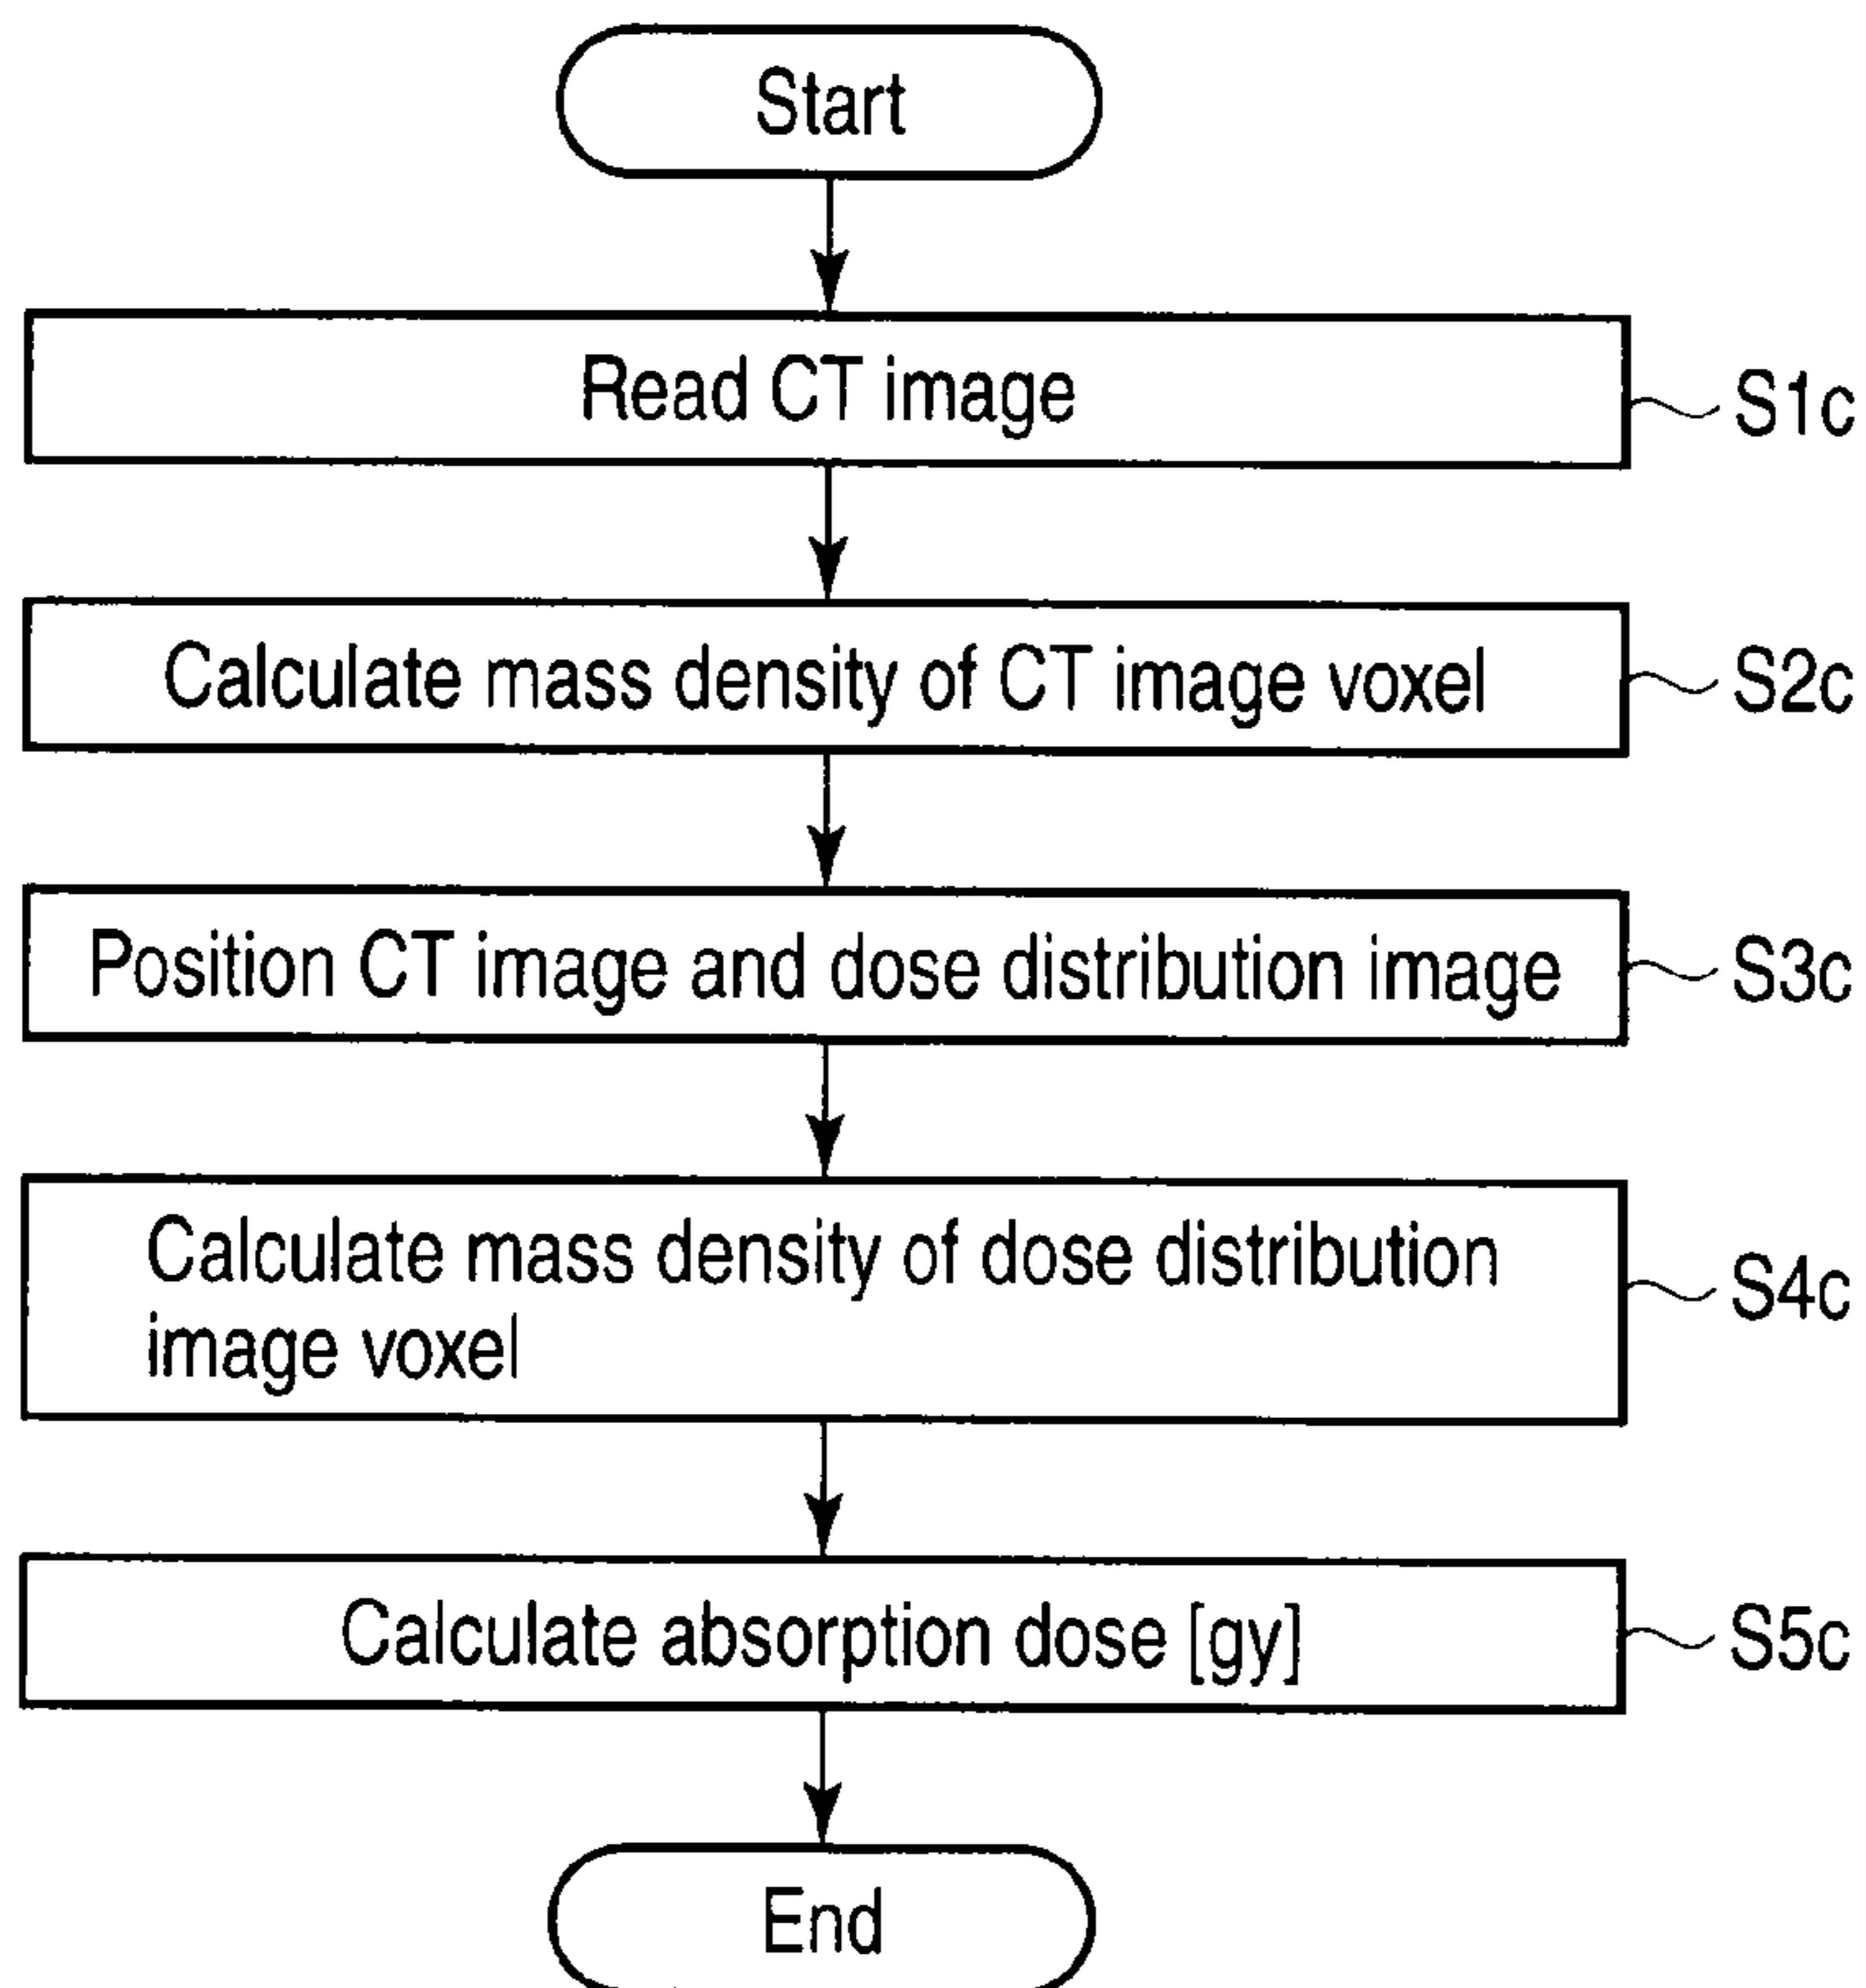 Start
Read CT image
S1c
Calculate mass density of CT image voxel
S2c
Position CT image and dose distribution image
S3c
Calculate mass density of dose distribution
image voxel
S4c
Calculate absorption dose [gy]
S5c
End